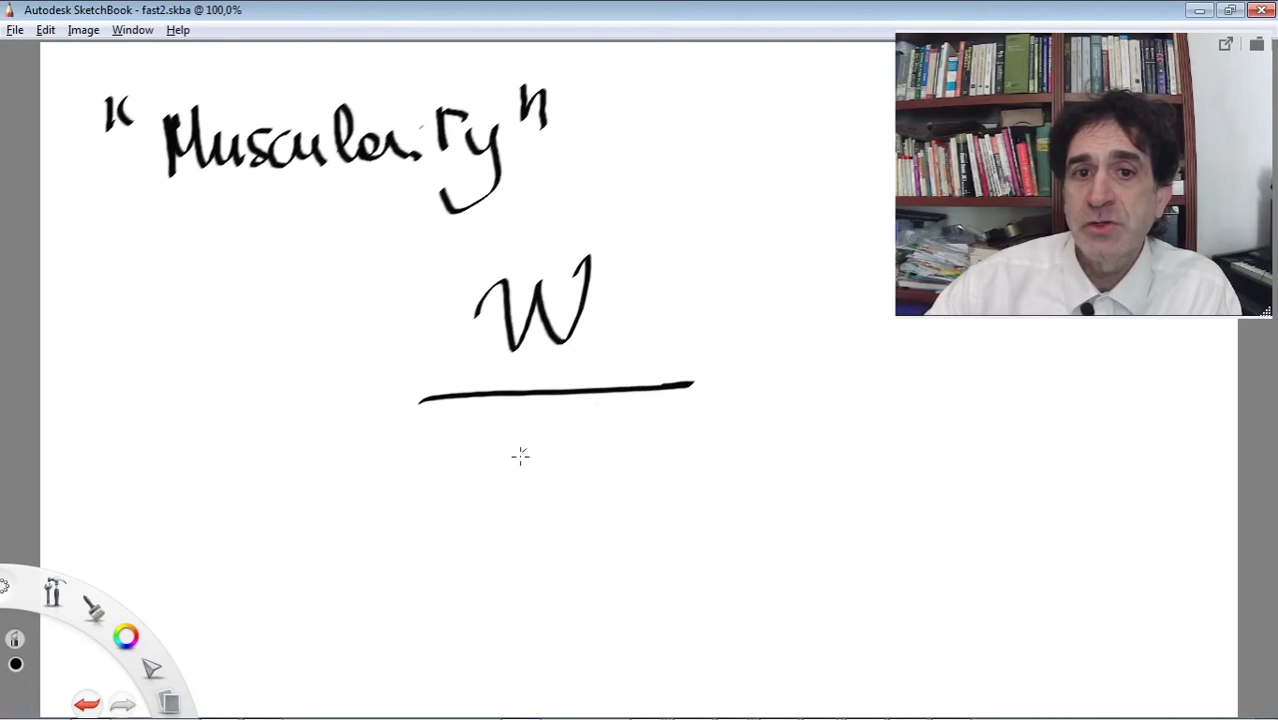 Autodesk SketchBook - fast2.skba @ 100,0%
File Edit Image Window Help
"Muscularity"
W